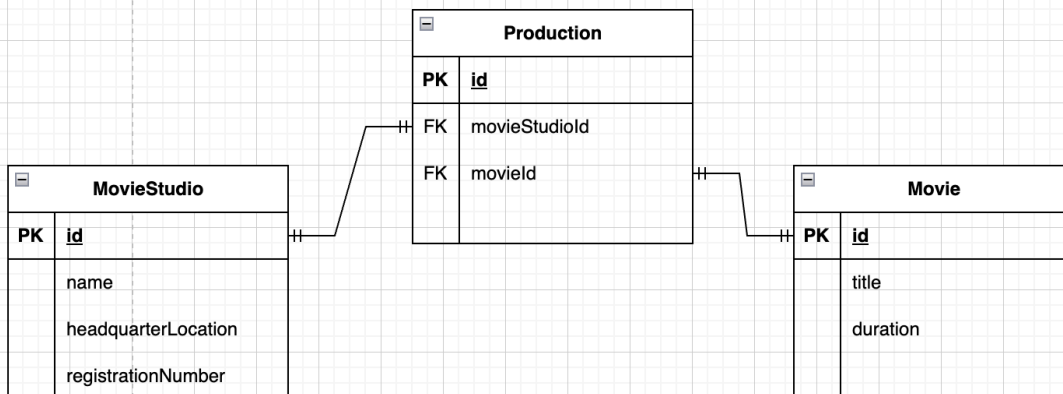 Production
PK id
FK movieStudioId
FK movieId
MovieStudio
PK id
name
headquarterLocation
registrationNumber
Movie
PK id
title
duration